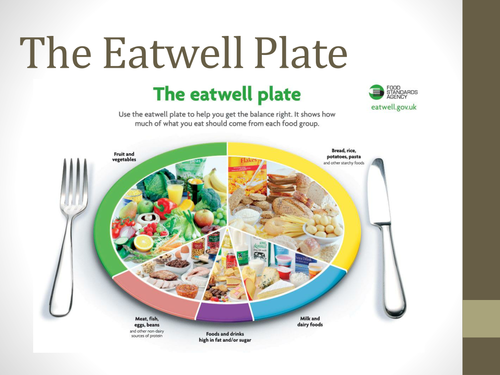 The Eatwell Plate
The eatwell plate
FOOD
STANDARDS
AGENCY
eatwell.gov.uk
Use the eatwell plate to help you get the balance right. It shows how
much of what you eat should come from each food group.
Fruit and
vegetables
Bread, rice,
potatoes, pasta
and other starchy foods
Meat, fish,
eggs, beans
and other non-dairy
sources of protein
Foods and drinks
high in fat and/or sugar
Milk and
dairy foods